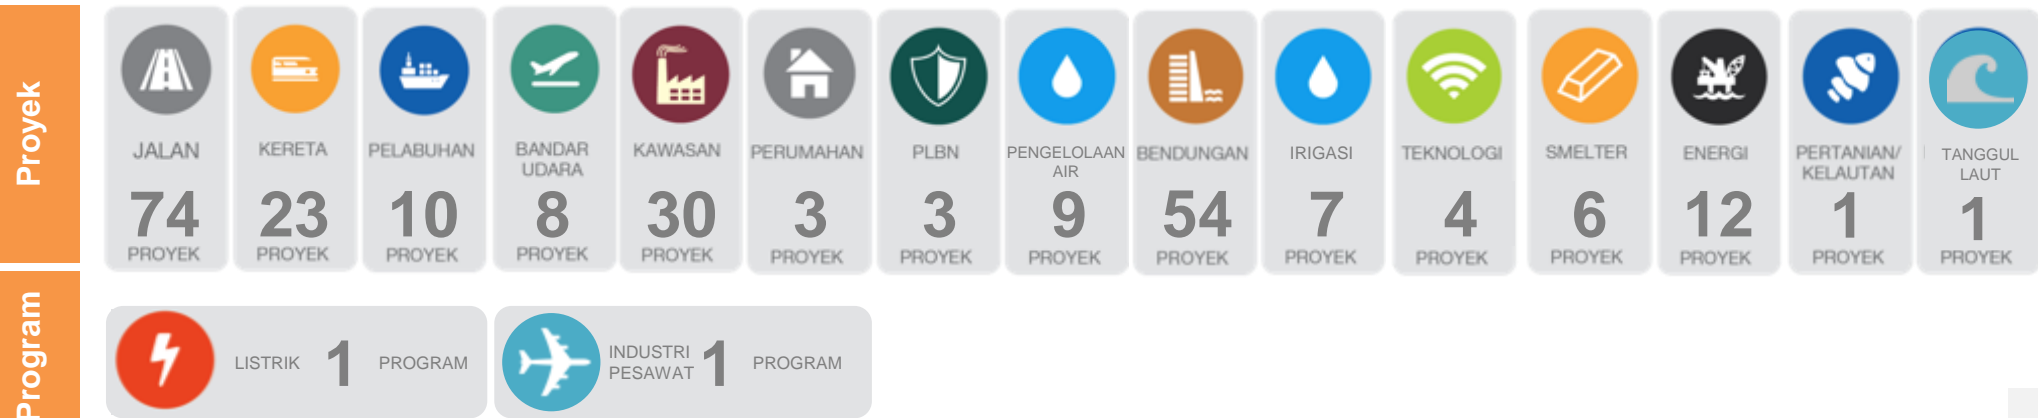 Proyek
JALAN
74
PROYEK
KERETA
23
PROYEK
PELABUHAN
10
PROYEK
BANDAR
UDARA
8
PROYEK
KAWASAN
30
PROYEK
PERUMAHAN
3
PROYEK
PLBN
3
PROYEK
PENGELOLAAN
AIR
9
PROYEK
BENDUNGAN
54
PROYEK
IRIGASI
7
PROYEK
TEKNOLOGI
4
PROYEK
SMELTER
6
PROYEK
ENERGI
12
PROYEK
PERTANIAN/
KELAUTAN
1
PROYEK
TANGGUL
LAUT
1
PROYEK
Program
LISTRIK 1 PROGRAM
INDUSTRI
PESAWAT 1 PROGRAM